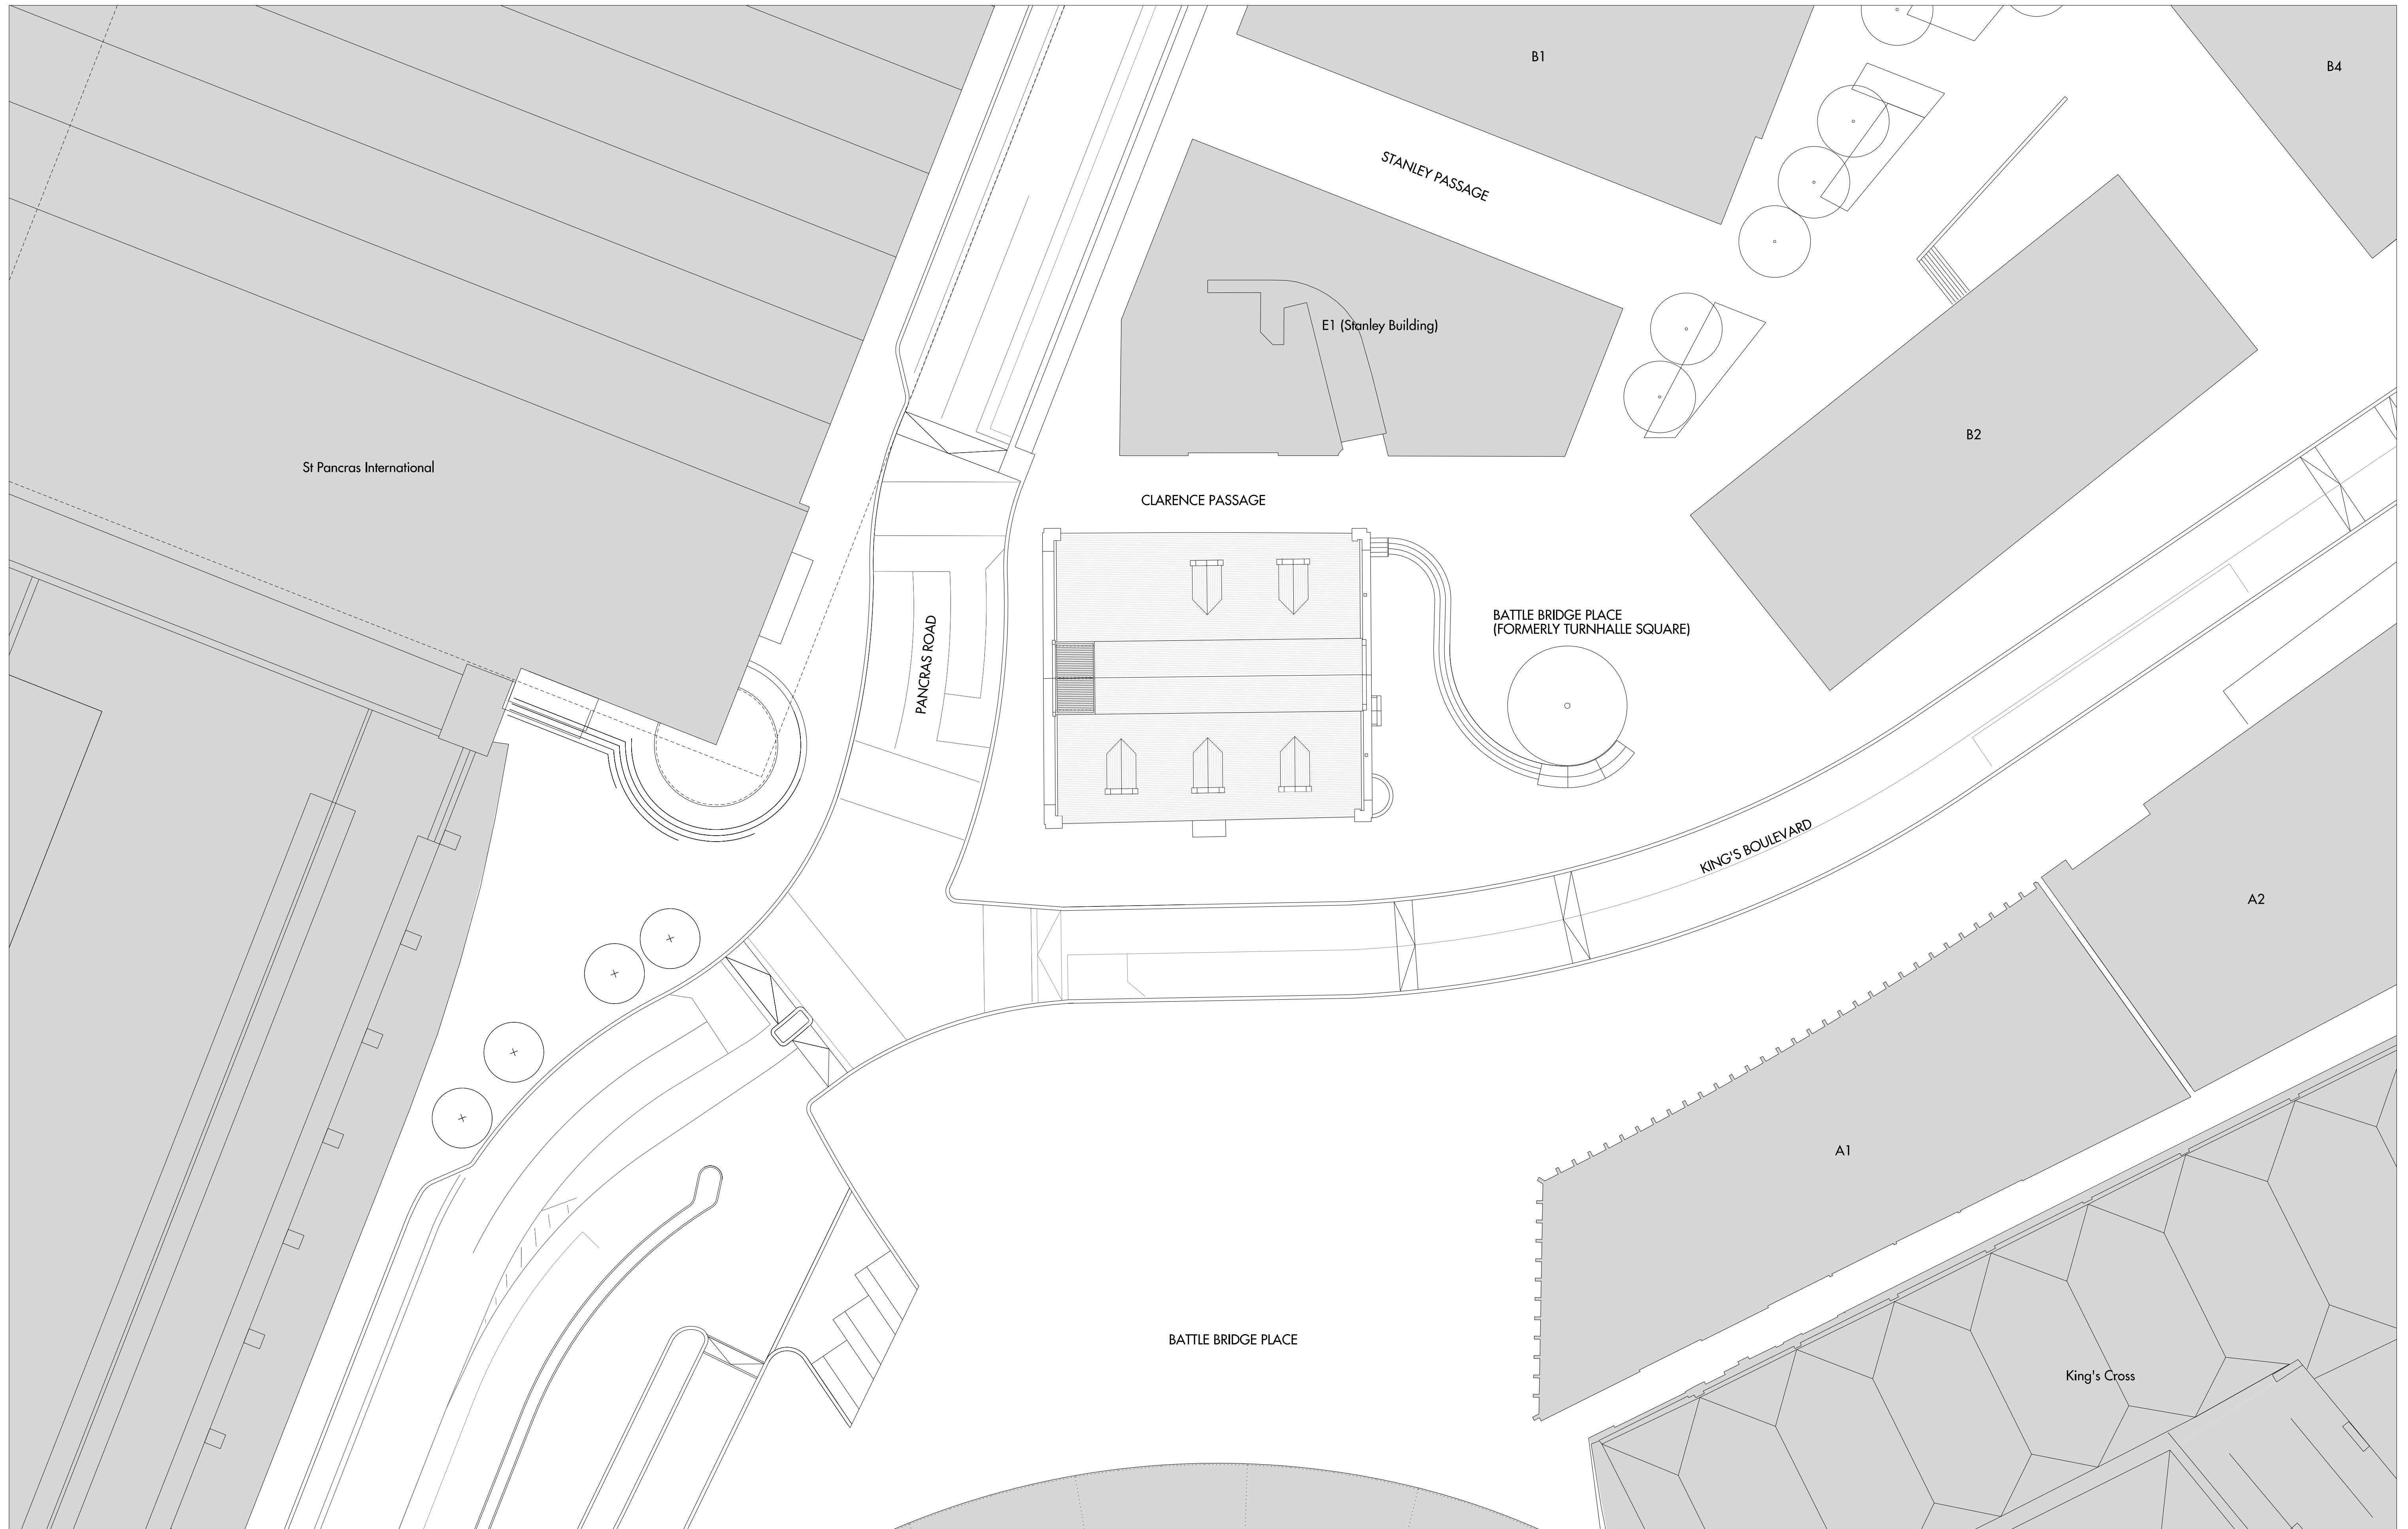 B1
B4
STANLEY PASSAGE
E1 (Stanley Building)
B2
St Pancras International
CLARENCE PASSAGE
BATTLE BRIDGE PLACE
(FORMERLY TURNHALLE SQUARE)
PANCRAS ROAD
KING'S BOULEVARD
A2
A1
BATTLE BRIDGE PLACE
King's Cross